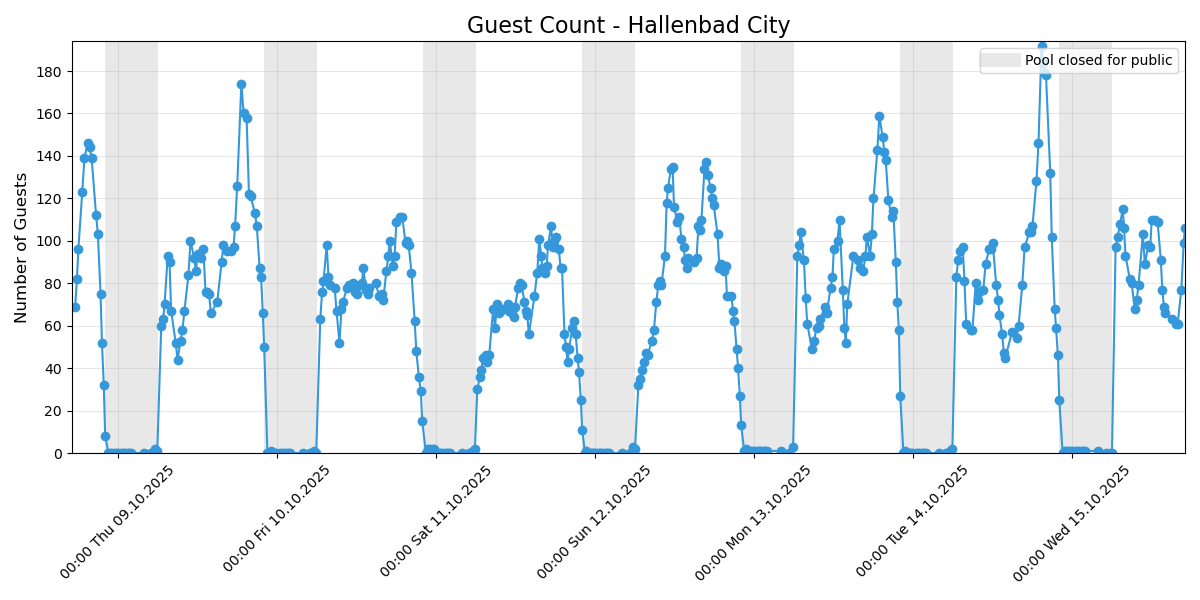 Guest Count - Hallenbad City
Pool closed for public
Number of Guests
180
160
140
120
100
80
60
40
20
0
00:00 Thu 09.10.2025
00:00 Fri 10.10.2025
00:00 Sat 11.10.2025
00:00 Sun 12.10.2025
00:00 Mon 13.10.2025
00:00 Tue 14.10.2025
00:00 Wed 15.10.2025